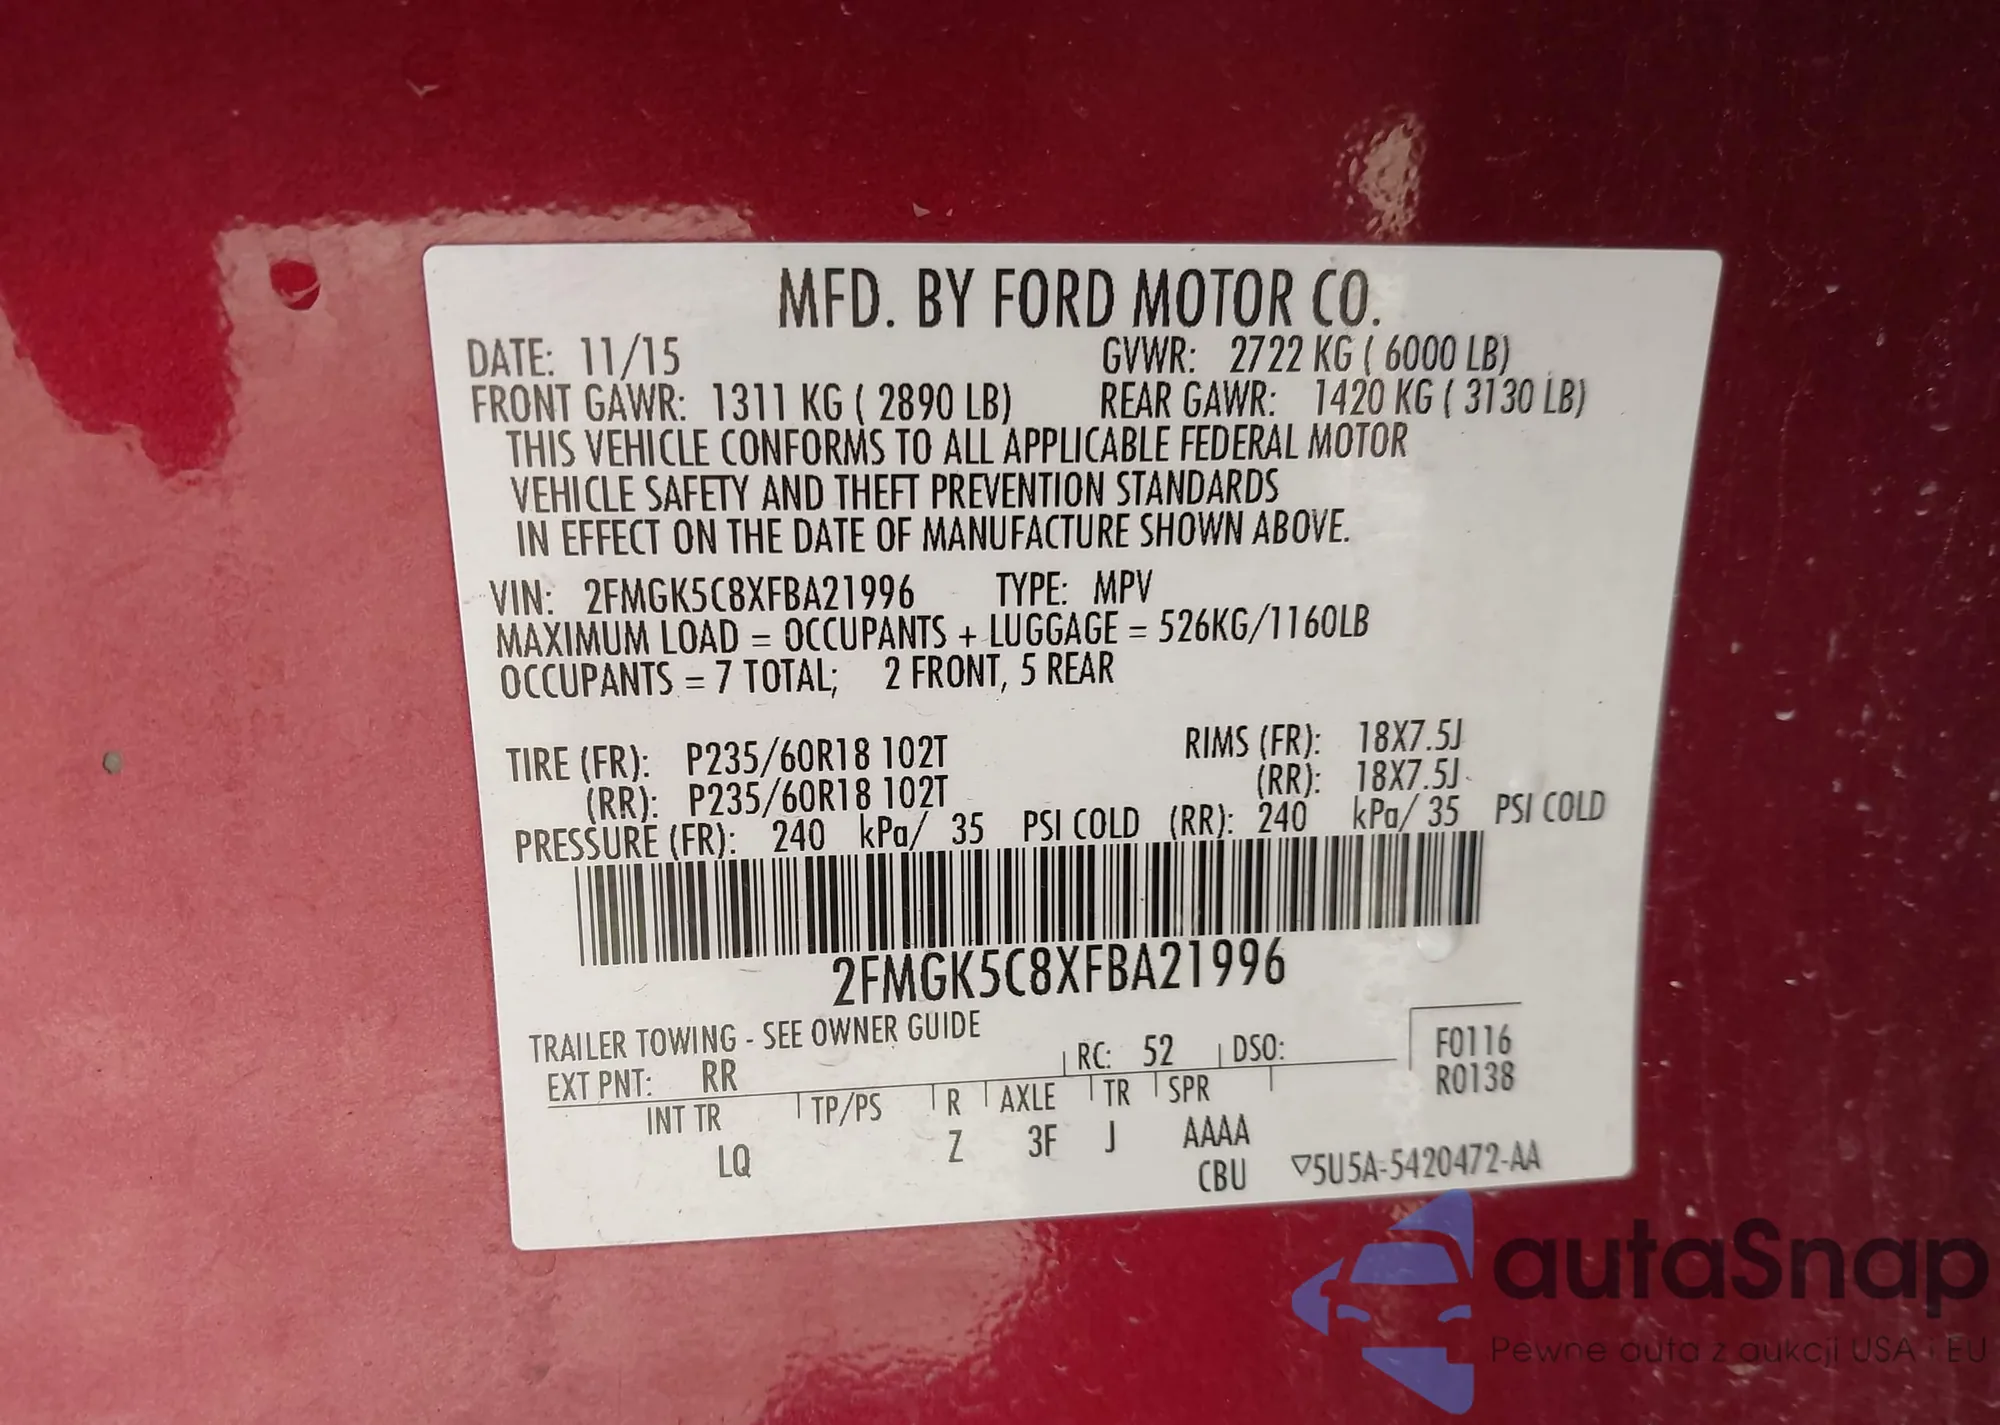 MFD. BY FORD MOTOR CO.
DATE: 11/15 GVWR: 2722 KG ( 6000 LB)
FRONT GAWR: 1311 KG ( 2890 LB) REAR GAWR: 1420 KG ( 3130 LB)
THIS VEHICLE CONFORMS TO ALL APPLICABLE FEDERAL MOTOR
VEHICLE SAFETY AND THEFT PREVENTION STANDARDS
IN EFFECT ON THE DATE OF MANUFACTURE SHOWN ABOVE.
VIN: 2FMGK5C8XFBA21996 TYPE: MPV
MAXIMUM LOAD = OCCUPANTS + LUGGAGE = 526KG/1160LB
OCCUPANTS = 7 TOTAL; 2 FRONT, 5 REAR
TIRE (FR): P235/60R18 102T RIMS (FR): 18X7.5J
(RR): P235/60R18 102T (RR): 18X7.5J
PRESSURE (FR): 240 kPa/ 35 PSI COLD (RR): 240 kPa/ 35 PSI COLD
2FMGK5C8XFBA21996
TRAILER TOWING - SEE OWNER GUIDE
EXT PNT: RR RC: 52 DSO: F0116
R0138
INT TR TP/PS R AXLE TR SPR
LQ Z 3F J AAAA
CBU ▽5U5A-5420472-AA
autaSnap
Pewne auta z aukcji USA i EU